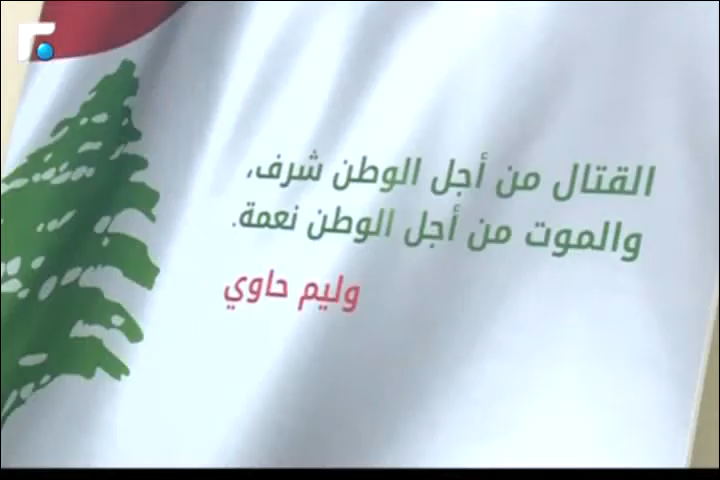 القتال من أجل الوطن شرف،
والموت من أجل الوطن نعمة.
وليم حاوي